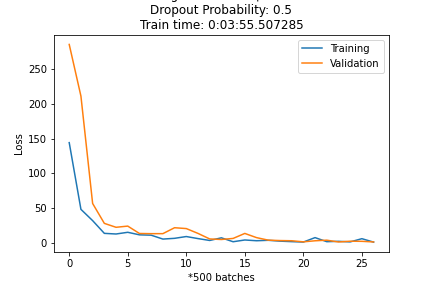 Dropout Probability: 0.5
Train time: 0:03:55.507285
Training
Validation
Loss
250
200
150
100
50
0
0 5 10 15 20 25
*500 batches